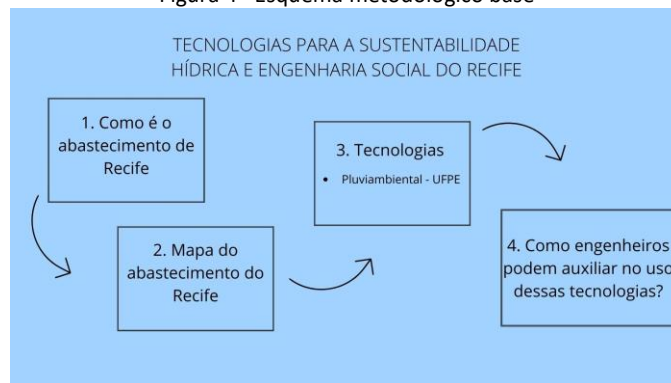 TECNOLOGIAS PARA A SUSTENTABILIDADE
HÍDRICA E ENGENHARIA SOCIAL DO RECIFE
1. Como é o
abastecimento de
Recife
2. Mapa do
abastecimento do
Recife
3. Tecnologias
• Pluviambiental - UFPE
4. Como engenheiros
podem auxiliar no uso
dessas tecnologias?